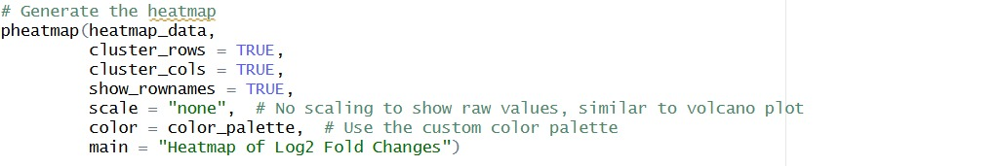 # Generate the heatmap
pheatmap(heatmap_data,
         cluster_rows = TRUE,
         cluster_cols = TRUE,
         show_rownames = TRUE,
         scale = "none",  # No scaling to show raw values, similar to volcano plot
         color = color_palette,  # Use the custom color palette
         main = "Heatmap of Log2 Fold Changes")